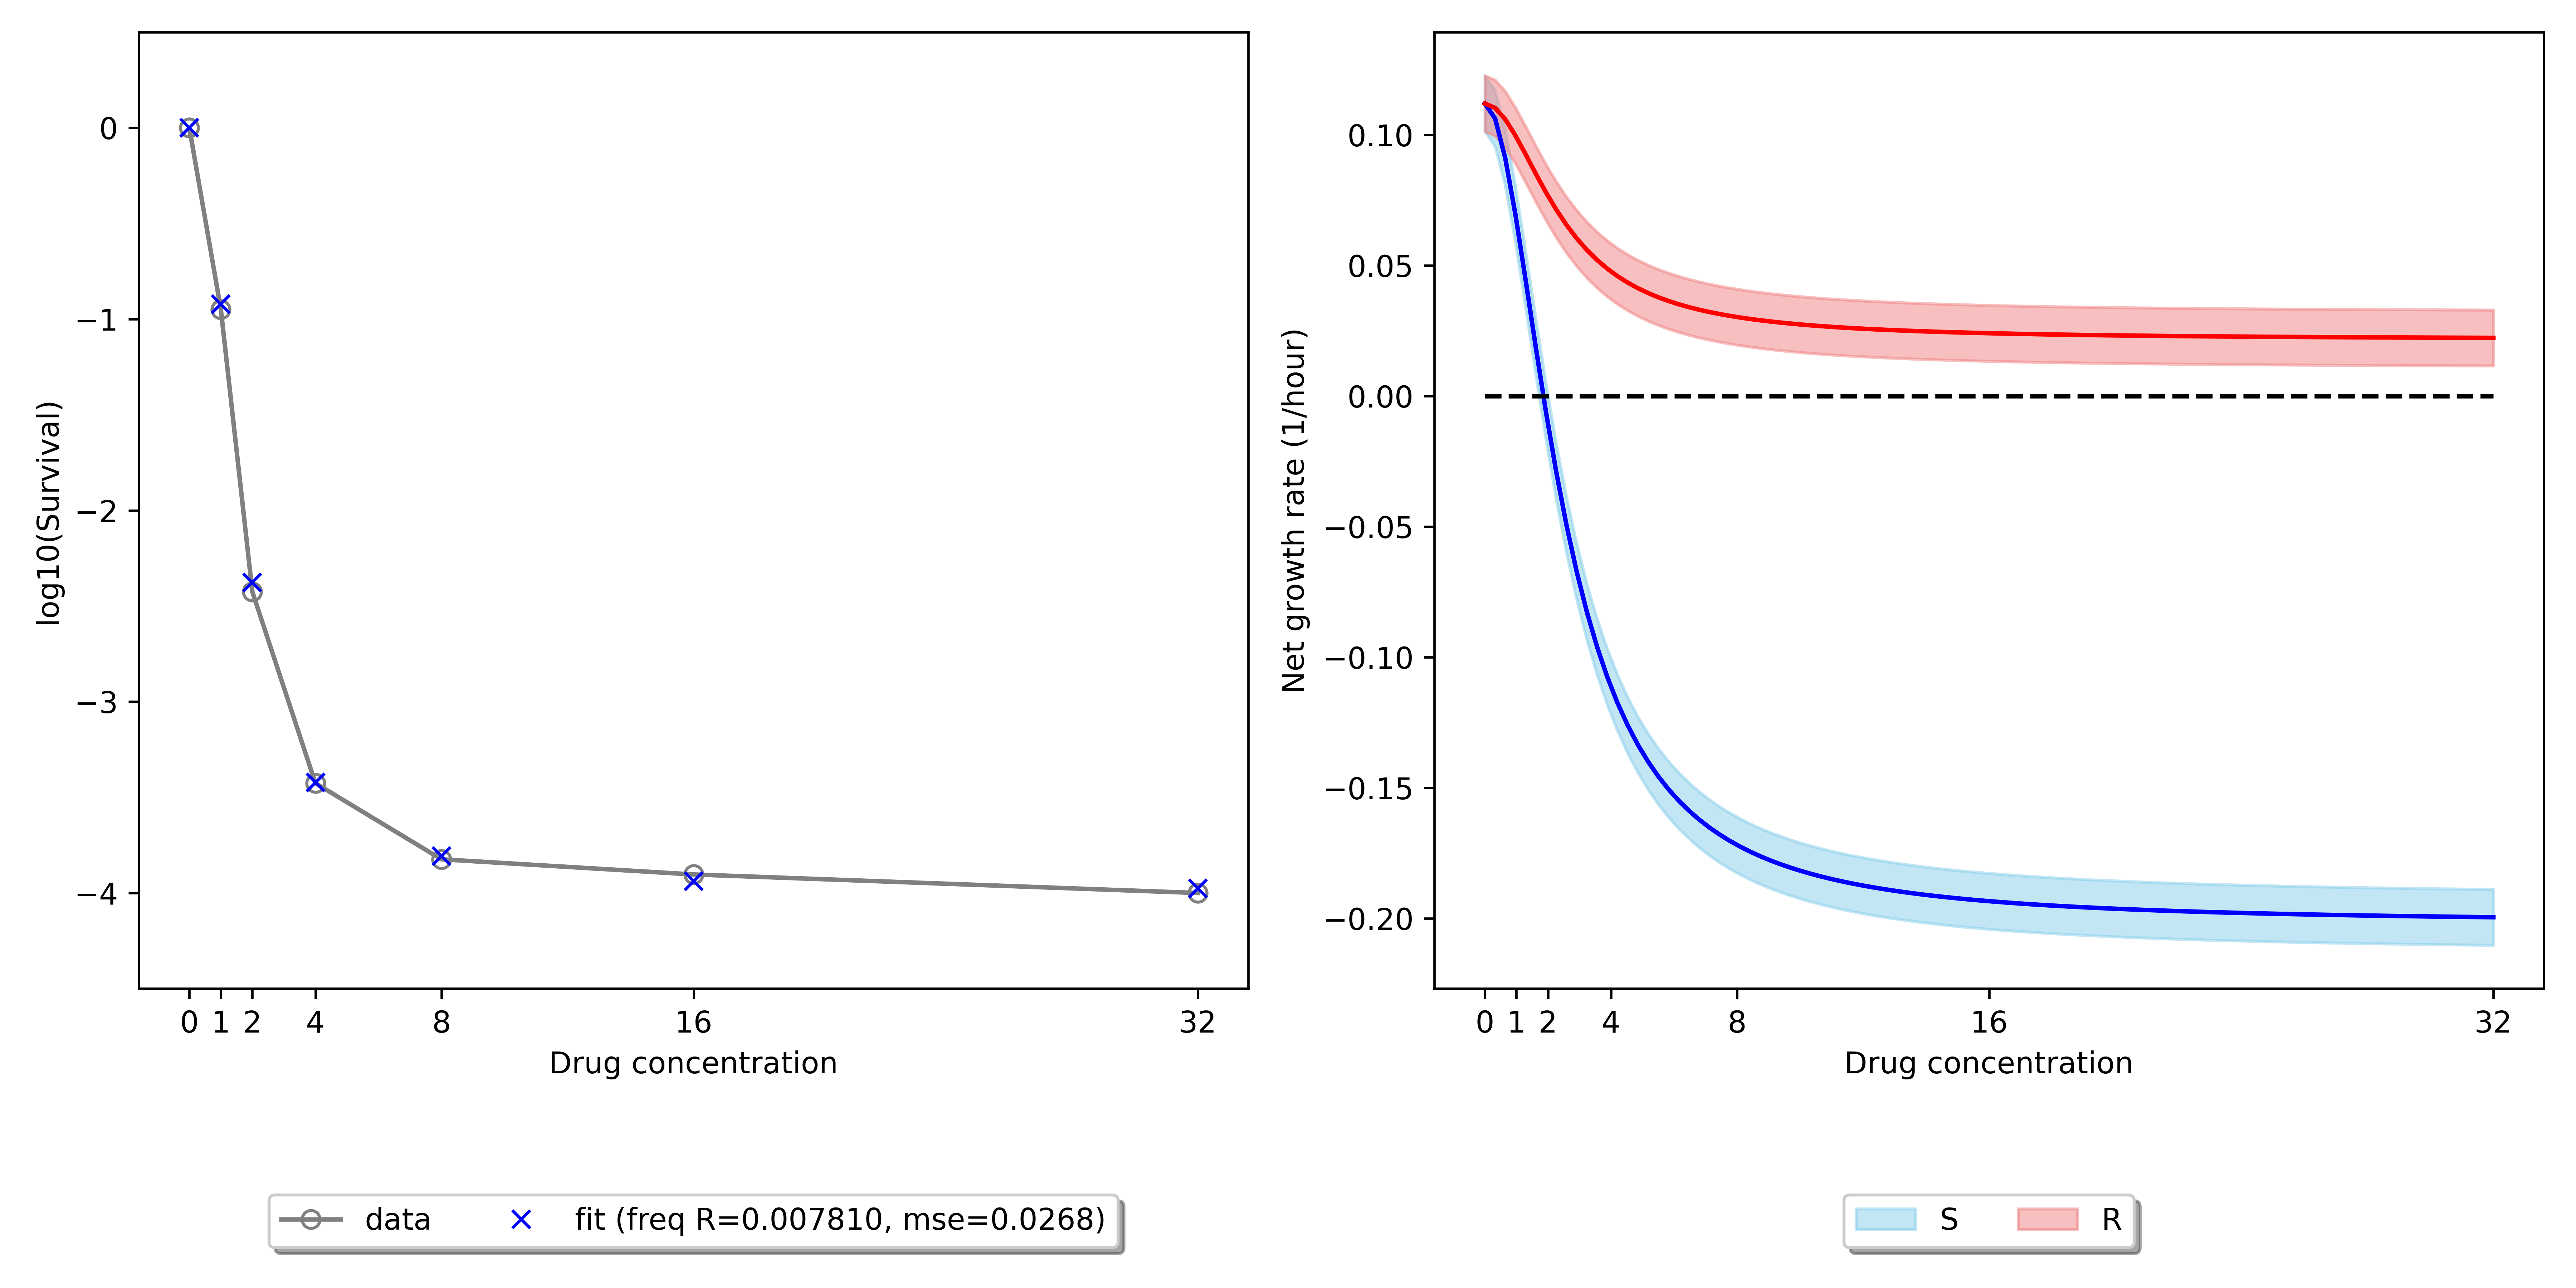 log10(Survival)
0
−1
−2
−3
−4
0 1 2 4 8 16 32
Drug concentration
data fit (freq R=0.007810, mse=0.0268)
Net growth rate (1/hour)
0.10
0.05
0.00
−0.05
−0.10
−0.15
−0.20
0 1 2 4 8 16 32
Drug concentration
S R